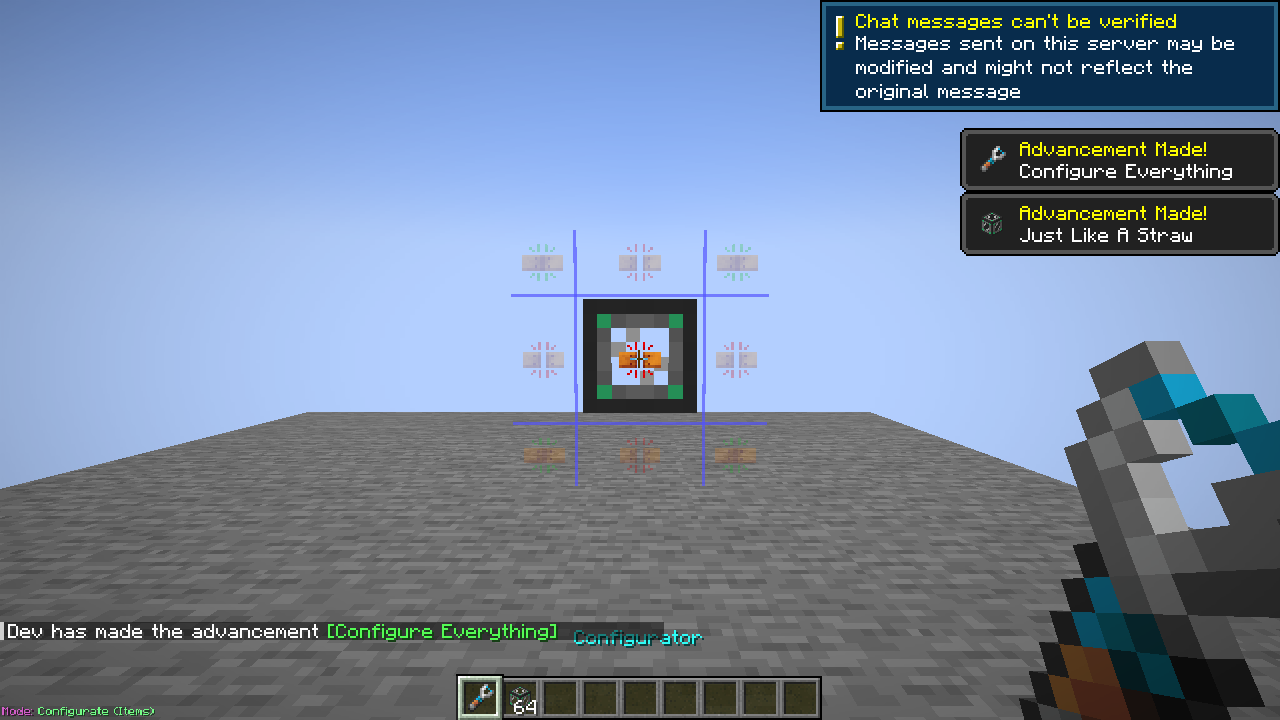 Chat messages can't be verified
Messages sent on this server may be
modified and might not reflect the
original message
Advancement Made!
Configure Everything
Advancement Made!
Just Like A Straw
Dev has made the advancement [Configure Everything]
Configurator
64
Mode: Configurate (Items)